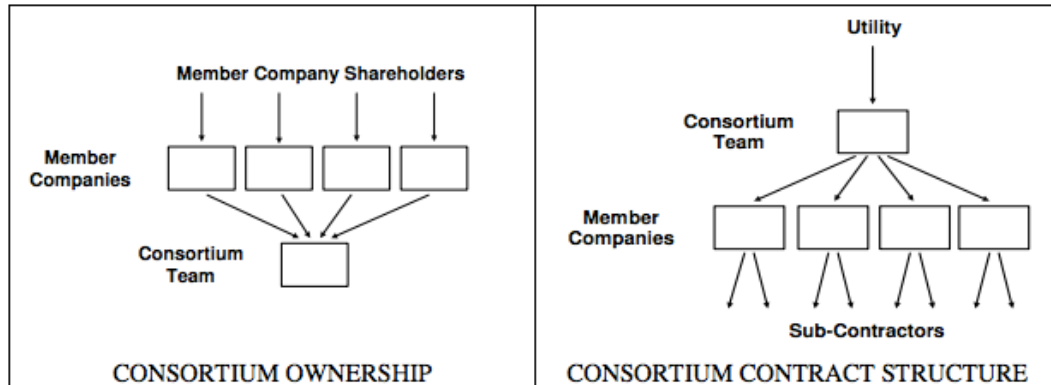 Member Company Shareholders
Member
Companies
Consortium
Team
CONSORTIUM OWNERSHIP
Utility
Consortium
Team
Member
Companies
Sub-Contractors
CONSORTIUM CONTRACT STRUCTURE